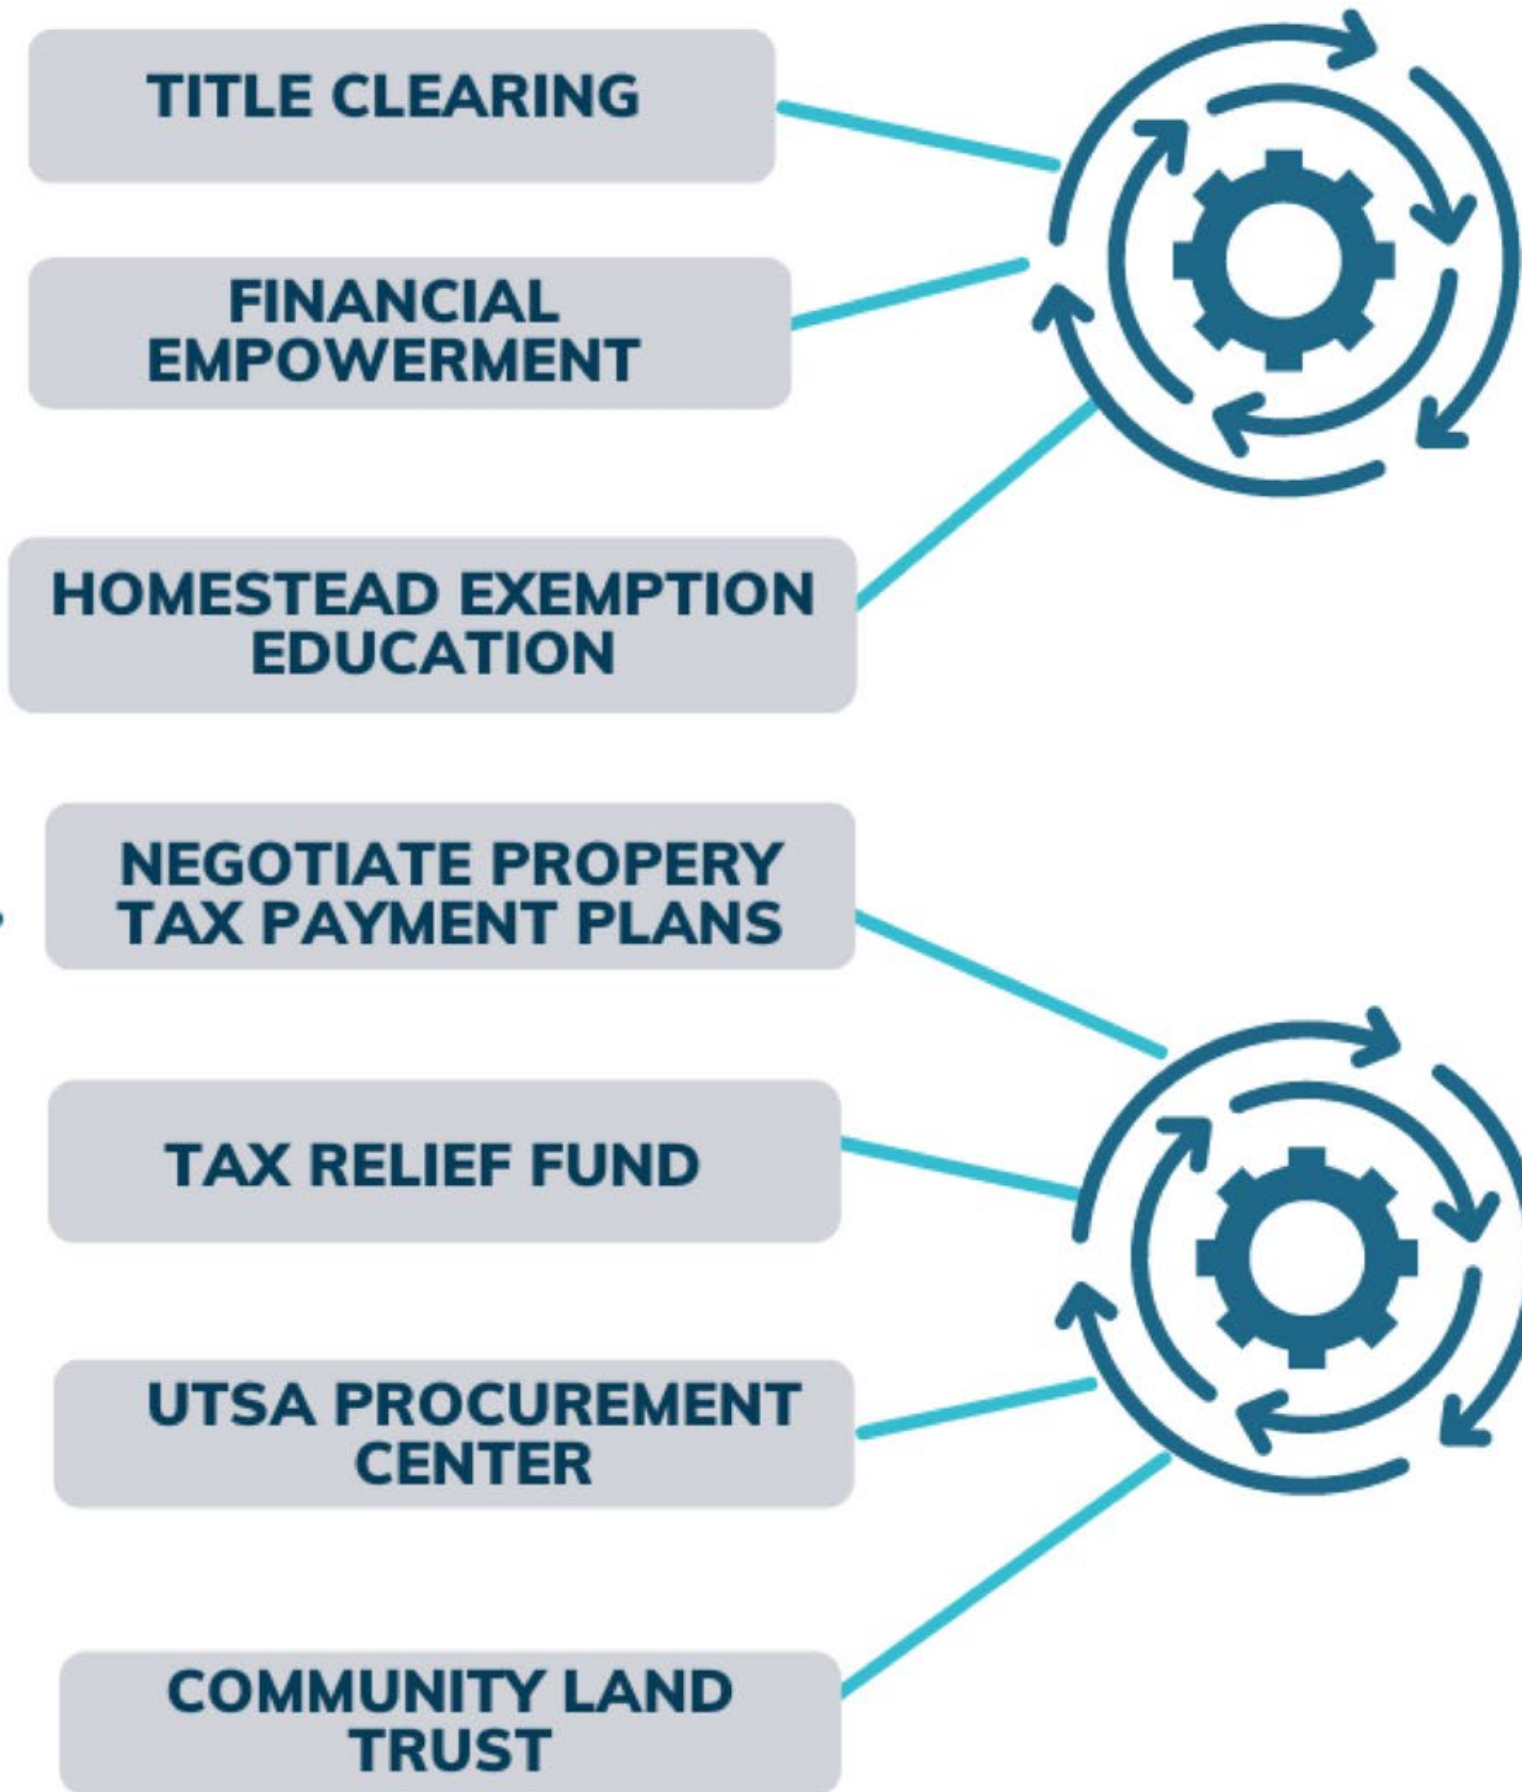 TITLE CLEARING
FINANCIAL
EMPOWERMENT
HOMESTEAD EXEMPTION
EDUCATION
NEGOTIATE PROPERY
TAX PAYMENT PLANS
TAX RELIEF FUND
UTSA PROCUREMENT
CENTER
COMMUNITY LAND
TRUST